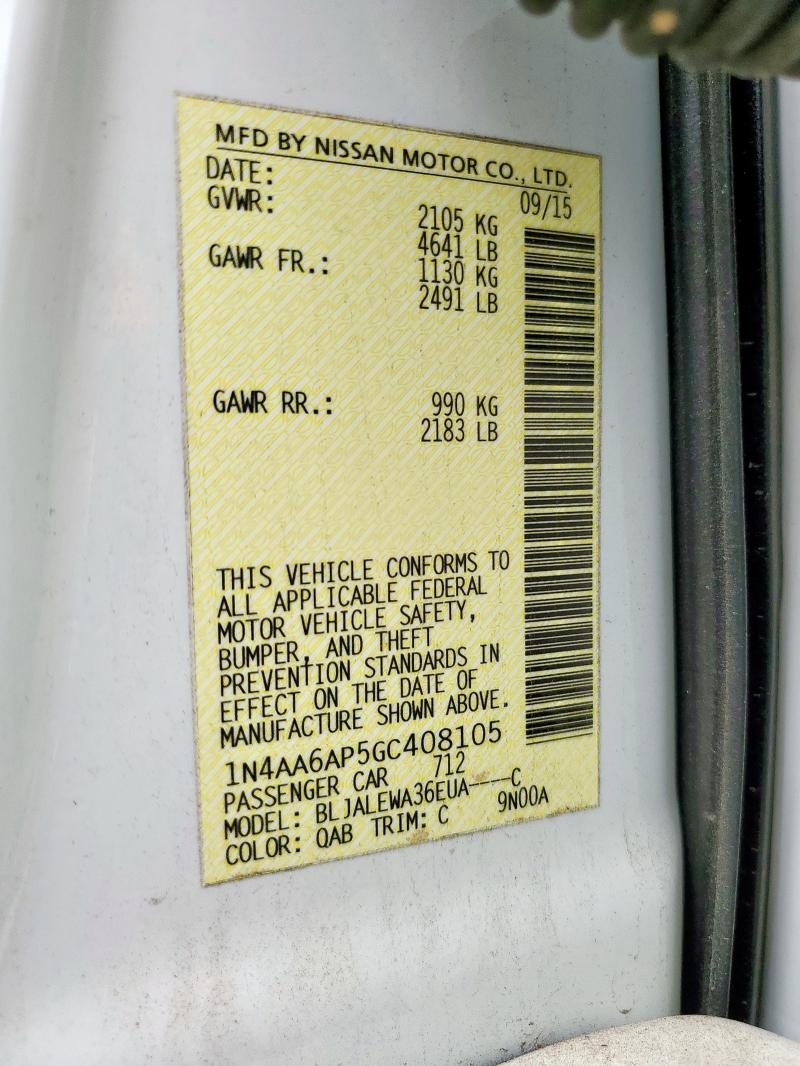 MFD BY NISSAN MOTOR CO., LTD.
DATE: 09/15
GVWR: 2105 KG
4641 LB
GAWR FR.: 1130 KG
2491 LB
GAWR RR.: 990 KG
2183 LB
THIS VEHICLE CONFORMS TO
ALL APPLICABLE FEDERAL
MOTOR VEHICLE SAFETY,
BUMPER, AND THEFT
PREVENTION STANDARDS IN
EFFECT ON THE DATE OF
MANUFACTURE SHOWN ABOVE.
1N4AA6AP5GC408105
PASSENGER CAR 712
MODEL: BLJALEWA36EUA----C
COLOR: QAB TRIM: C 9N00A